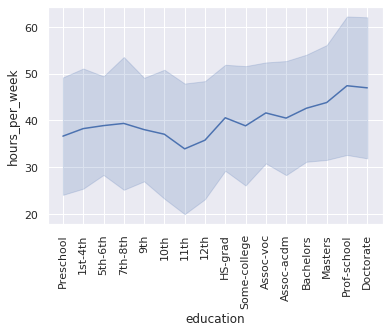 60
50
40
30
20
hours_per_week
Preschool
1st-4th
5th-6th
7th-8th
9th
10th
11th
12th
HS-grad
Some-college
Assoc-voc
Assoc-acdm
Bachelors
Masters
Prof-school
Doctorate
education